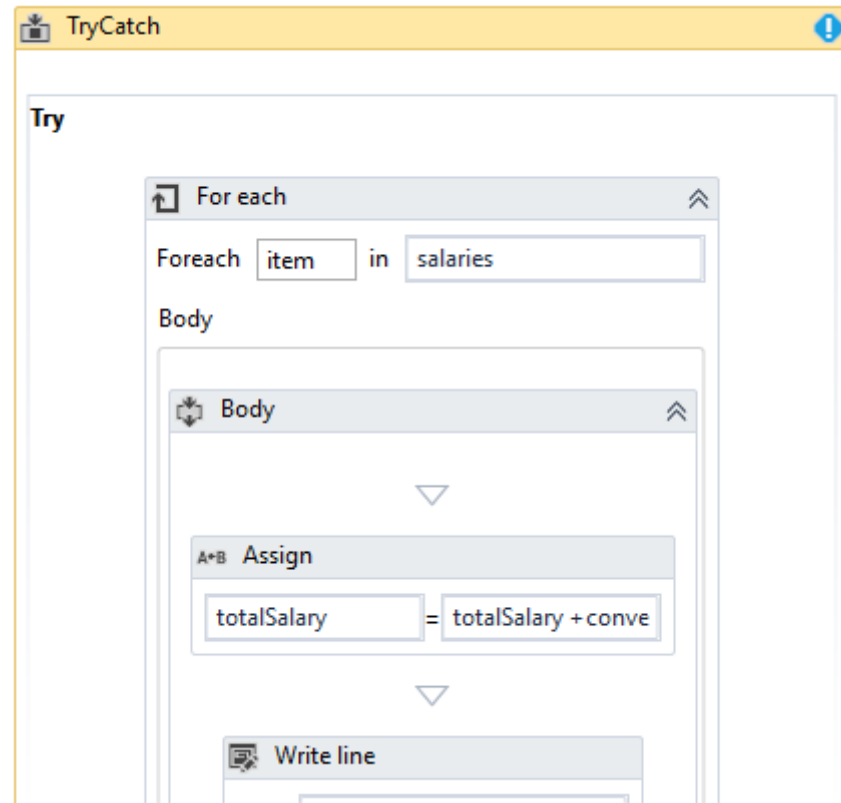 TryCatch
Try
For each
Foreach item in salaries
Body
Body
A+B Assign
totalSalary = totalSalary +conve
Write line